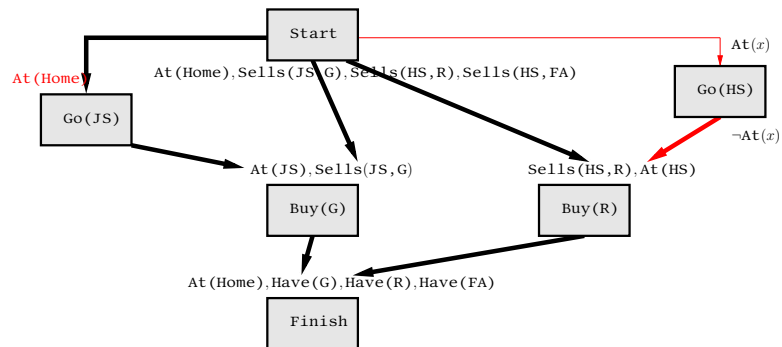 Start
At(x)
At(Home),Sells(JS,G),Sells(HS,R),Sells(HS,FA)
At(Home)
Go(HS)
Go(JS)
¬At(x)
At(JS),Sells(JS,G)
Sells(HS,R),At(HS)
Buy(G)
Buy(R)
At(Home),Have(G),Have(R),Have(FA)
Finish